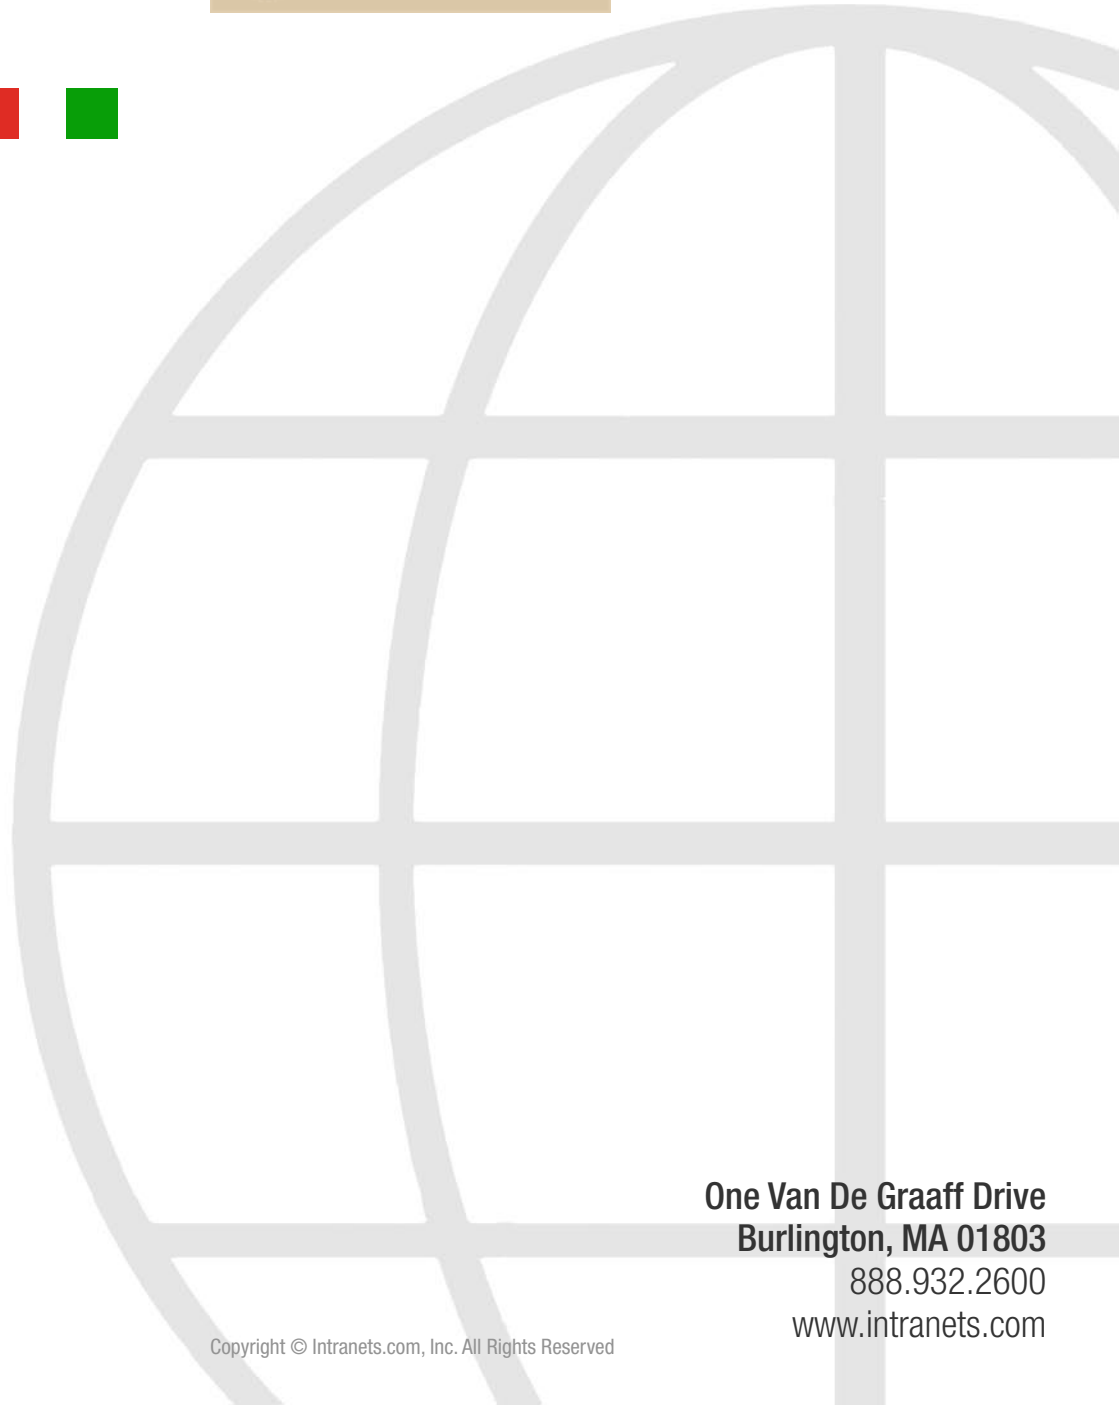 One Van De Graaff Drive
Burlington, MA 01803
888.932.2600
www.intranets.com
Copyright © Intranets.com, Inc. All Rights Reserved